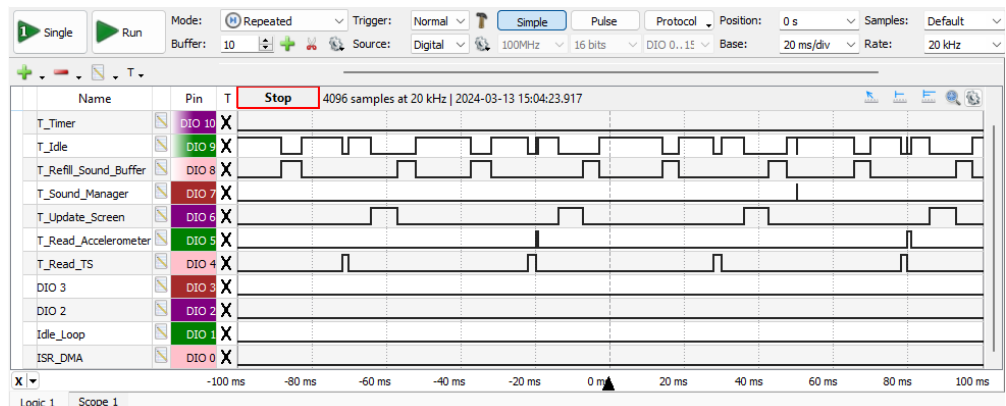 1 Single Run Mode: Repeated Trigger: Normal Simple Pulse Protocol Position: 0 s Samples: Default
Buffer: 10 Source: Digital 100MHz 16 bits DIO 0..15 Base: 20 ms/div Rate: 20 kHz
T
Name Pin T Stop 4096 samples at 20 kHz | 2024-03-13 15:04:23.917
T_Timer DIO 10 X
T_Idle DIO 9 X
T_Refill_Sound_Buffer DIO 8 X
T_Sound_Manager DIO 7 X
T_Update_Screen DIO 6 X
T_Read_Accelerometer DIO 5 X
T_Read_TS DIO 4 X
DIO 3 DIO 3 X
DIO 2 DIO 2 X
Idle_Loop DIO 1 X
ISR_DMA DIO 0 X
X -100 ms -80 ms -60 ms -40 ms -20 ms 0 ms 20 ms 40 ms 60 ms 80 ms 100 ms
Logic 1 Scope 1